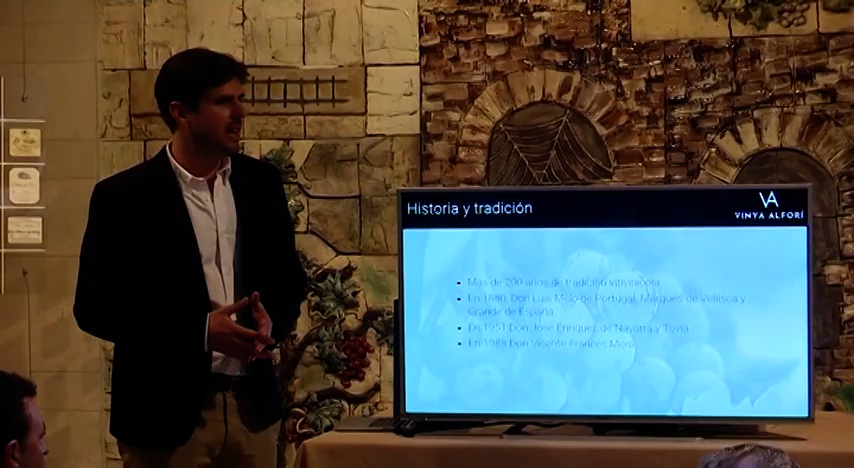 Historia y tradición
VA
VINYA ALFORÍ
Más de 200 años de tradición vitivinícola
En 1880, Don Luis Melo de Portugal, Marqués de Vellisca y
Grande de España
En 1951 Don José Enríquez de Navarra y Tovia
En 1988 Don Vicente Francés Mora